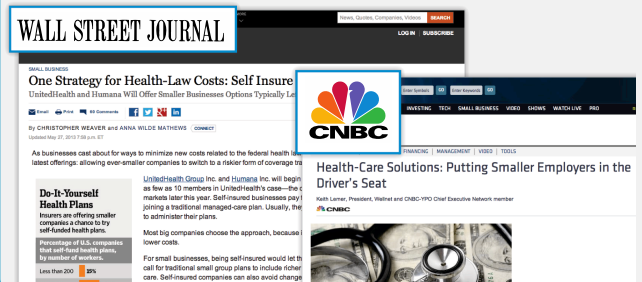 WALL STREET JOURNAL
News, Quotes, Companies, Videos SEARCH
LOG IN SUBSCRIBE
SMALL BUSINESS
One Strategy for Health-Law Costs: Self Insure
UnitedHealth and Humana Will Offer Smaller Businesses Options Typically
Email Print Comments
By CHRISTOPHER WEAVER and ANNA WILDE MATHEWS CONNECT
Updated May 27, 2013 7:58 p.m. ET
As businesses cast about for ways to minimize new costs related to the federal health
latest offerings: allowing ever-smaller companies to switch to a riskier form of coverage
Do-It-Yourself
Health Plans
Insurers are offering smaller
companies a chance to try
self-funded health plans.
Percentage of U.S. companies
that self-fund health plans,
by number of workers.
Less than 200 15%
UnitedHealth Group Inc. and Humana Inc. will begin
as few as 10 members in UnitedHealth's case—the
markets later this year. Self-insured businesses pay
joining a traditional managed-care plan. Usually, they
to administer their plans.
Most big companies choose the approach, because
lower costs.
For small businesses, being self-insured would let
call for traditional small group plans to include richer
care. Self-insured companies can also avoid change
CNBC
Enter Symbols GO Enter Keywords GO
INVESTING TECH SMALL BUSINESS VIDEO SHOWS WATCH LIVE PRO
FINANCING | MANAGEMENT | VIDEO | TOOLS
Health-Care Solutions: Putting Smaller Employers in the
Driver's Seat
Keith Lemer, President, Wellnet and CNBC-YPO Chief Executive Network member
CNBC